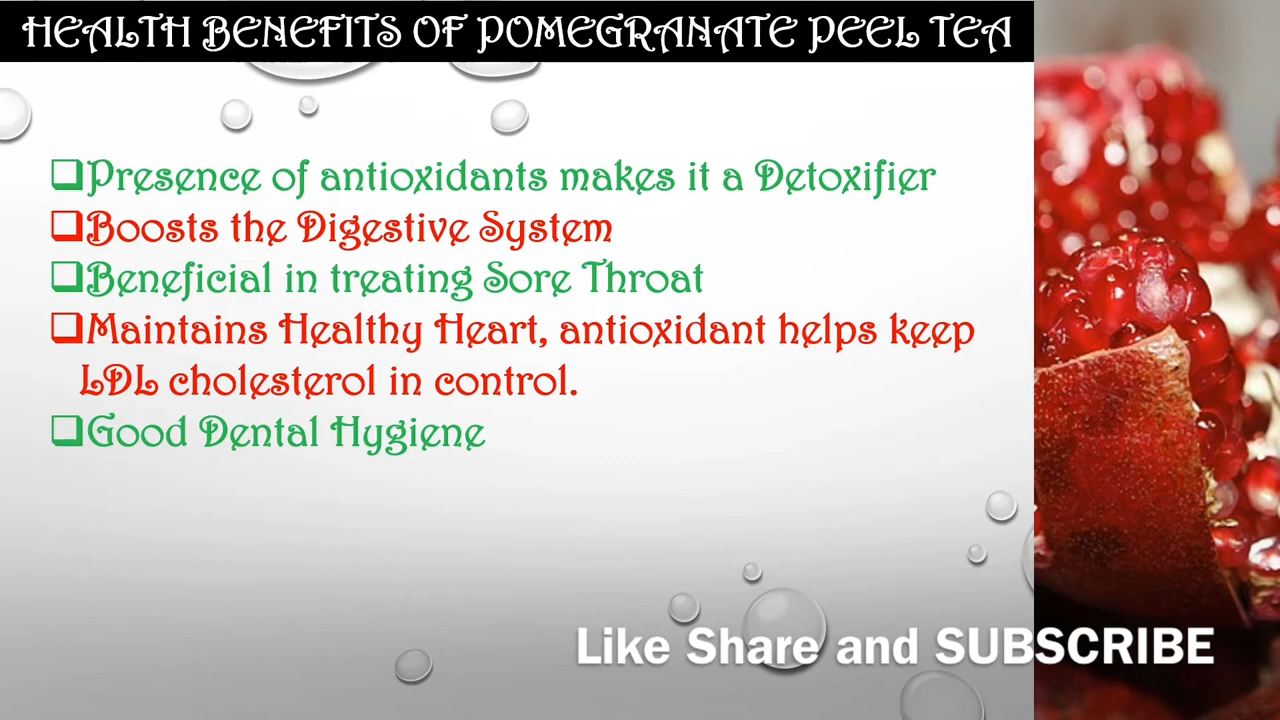 HEALTH BENEFITS OF POMEGRANATE PEEL TEA
❑Presence of antioxidants makes it a Detoxifier
❑Boosts the Digestive System
❑Beneficial in treating Sore Throat
❑Maintains Healthy Heart, antioxidant helps keep
LDL cholesterol in control.
❑Good Dental Hygiene
Like Share and SUBSCRIBE